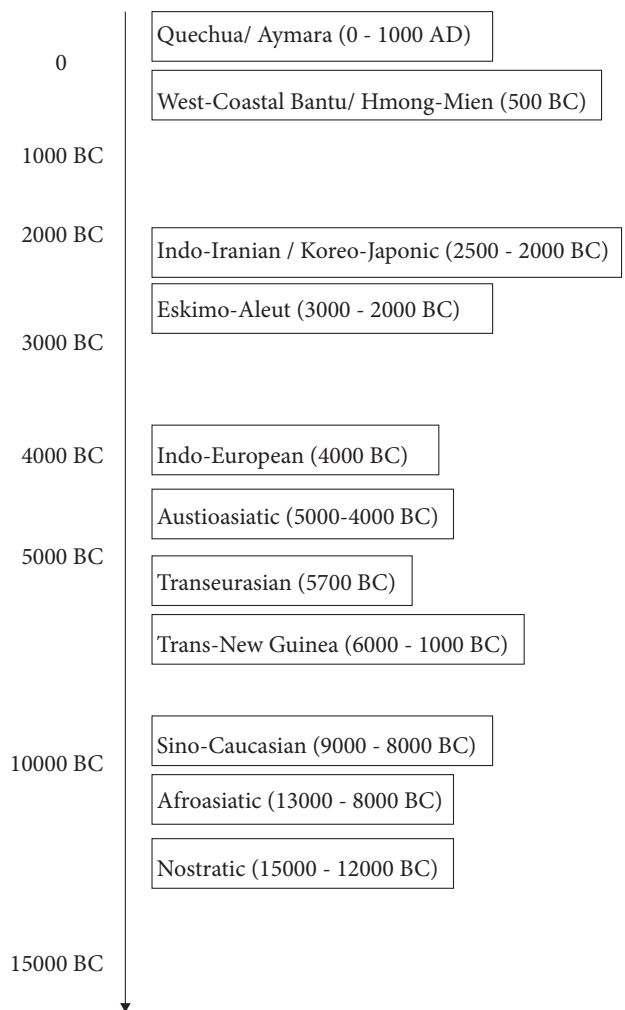 Quechua/ Aymara (0 - 1000 AD)
0
West-Coastal Bantu/ Hmong-Mien (500 BC)
1000 BC
2000 BC
Indo-Iranian / Koreo-Japonic (2500 - 2000 BC)
Eskimo-Aleut (3000 - 2000 BC)
3000 BC
4000 BC
Indo-European (4000 BC)
Austioasiatic (5000-4000 BC)
5000 BC
Transeurasian (5700 BC)
Trans-New Guinea (6000 - 1000 BC)
Sino-Caucasian (9000 - 8000 BC)
10000 BC
Afroasiatic (13000 - 8000 BC)
Nostratic (15000 - 12000 BC)
15000 BC